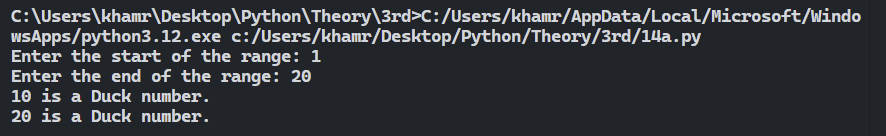 C:\Users\khamr\Desktop\Python\Theory\3rd>C:/Users/khamr/AppData/Local/Microsoft/Windo
wsApps/python3.12.exe c:/Users/khamr/Desktop/Python/Theory/3rd/14a.py
Enter the start of the range: 1
Enter the end of the range: 20
10 is a Duck number.
20 is a Duck number.